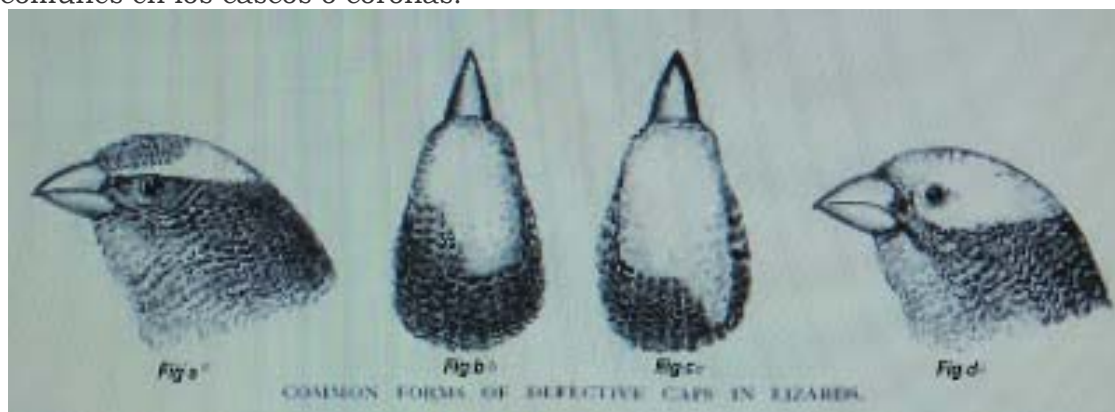 comunes en los cascos o coronas.
Fig a Fig b Fig c Fig d
COMMON FORMS OF DEFECTIVE CAPS IN LIZARDS.